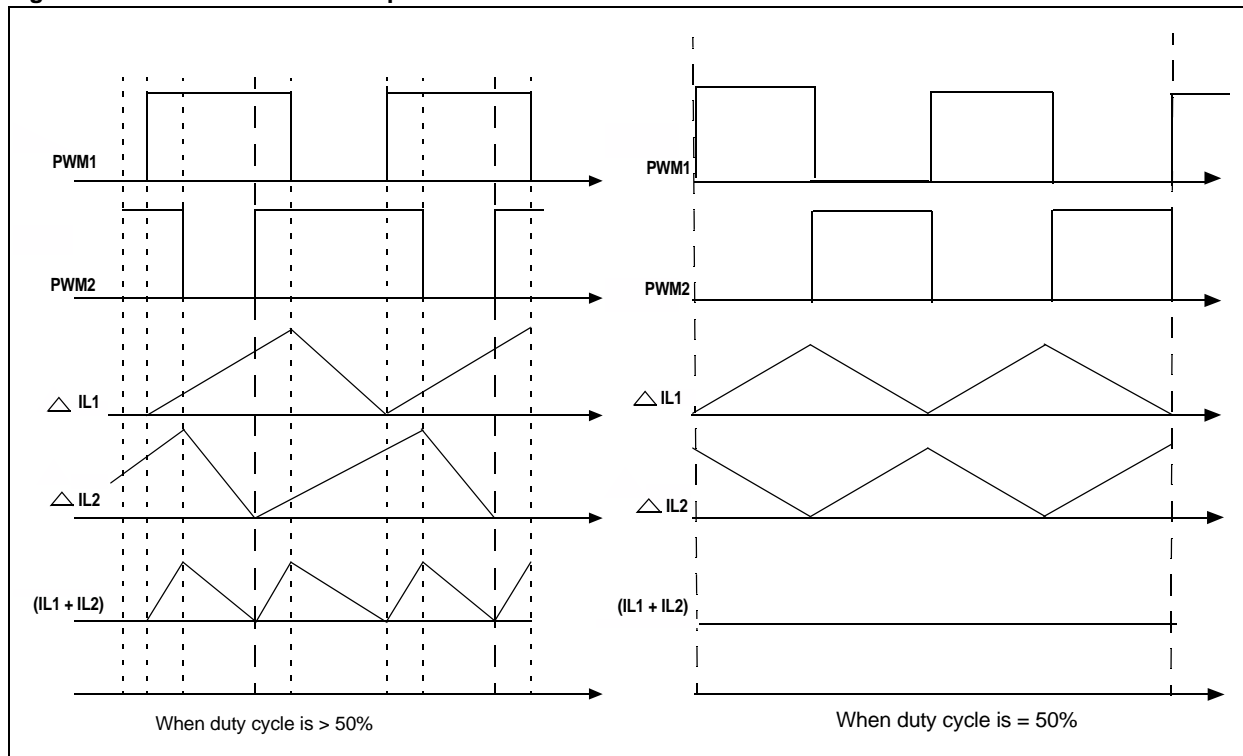 PWM1
PWM2
△ IL1
△ IL2
(IL1 + IL2)
When duty cycle is > 50%
PWM1
PWM2
△ IL1
△ IL2
(IL1 + IL2)
When duty cycle is = 50%